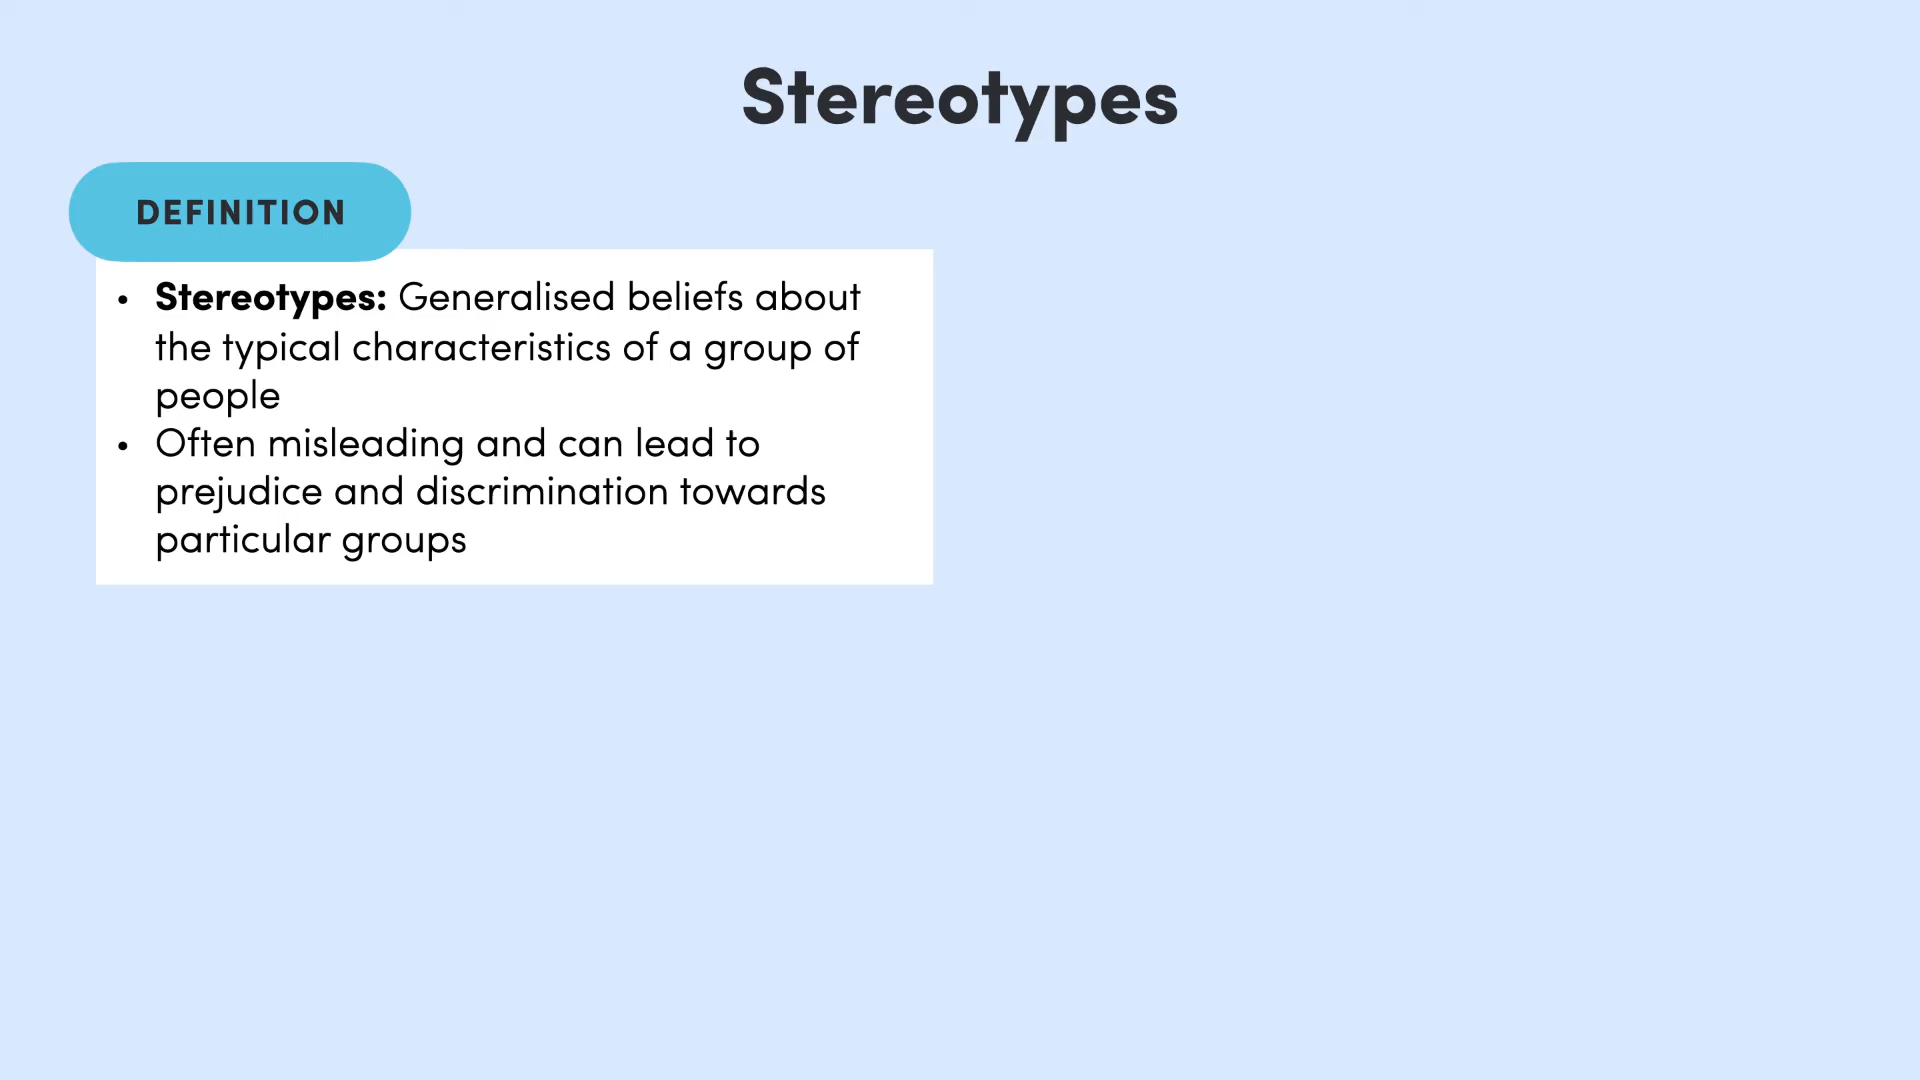 Stereotypes
DEFINITION
• Stereotypes: Generalised beliefs about
the typical characteristics of a group of
people
• Often misleading and can lead to
prejudice and discrimination towards
particular groups